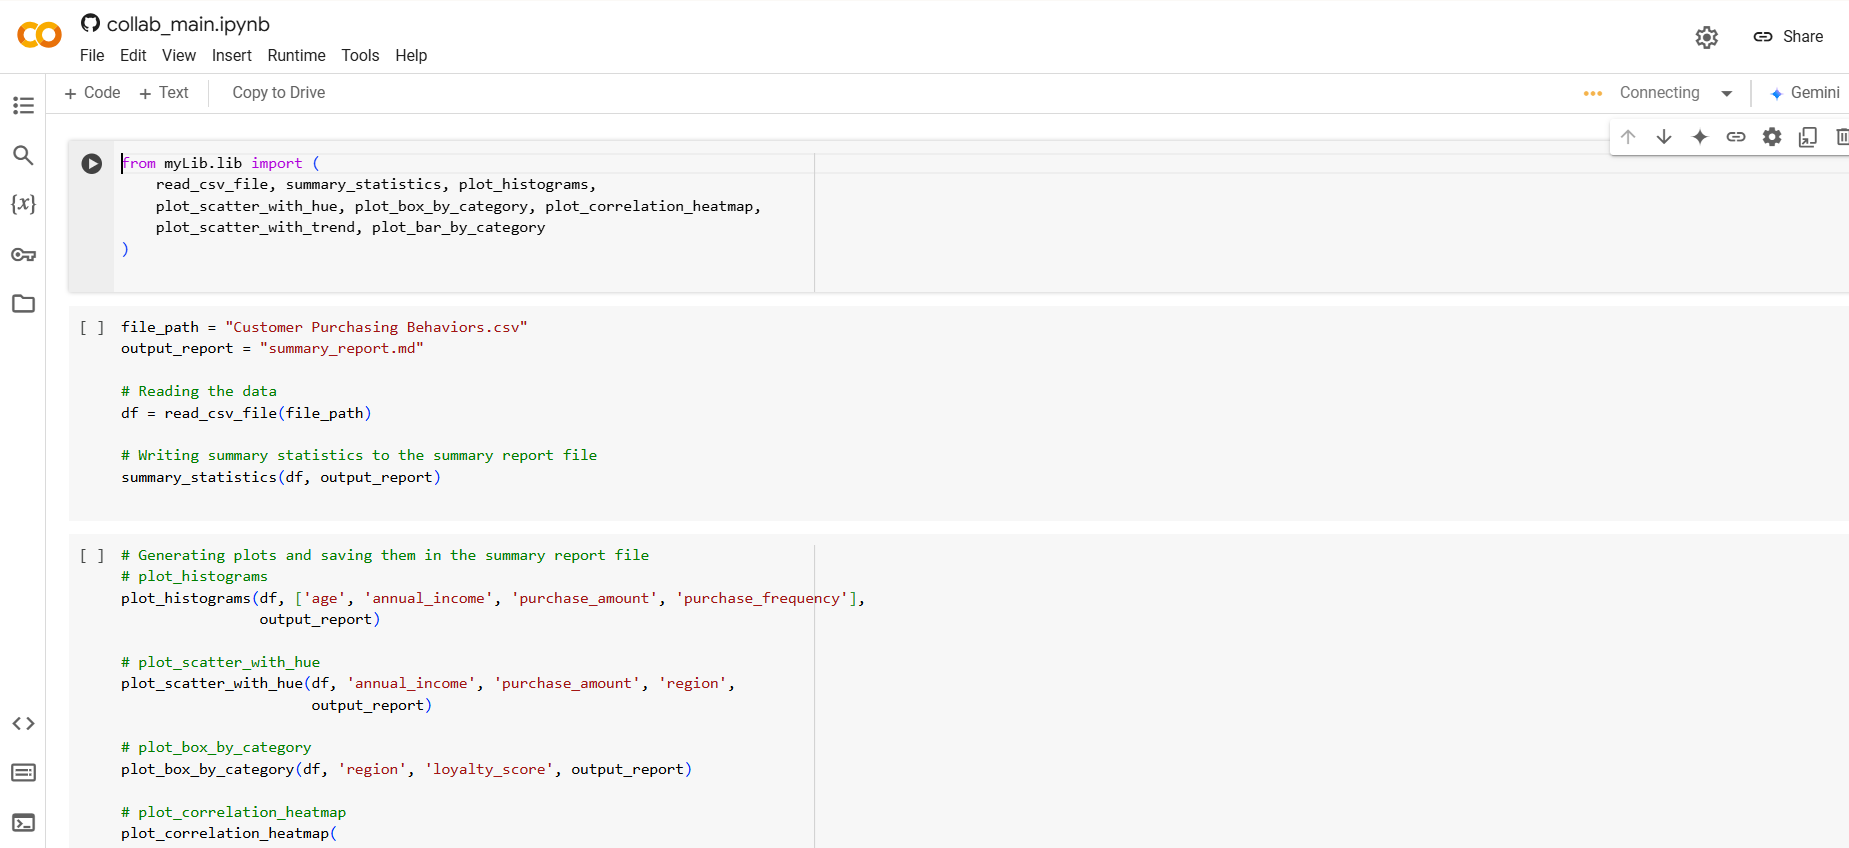 collab_main.ipynb
File Edit View Insert Runtime Tools Help
Share
+ Code + Text Copy to Drive
Connecting
Gemini
from myLib.lib import (
    read_csv_file, summary_statistics, plot_histograms,
    plot_scatter_with_hue, plot_box_by_category, plot_correlation_heatmap,
    plot_scatter_with_trend, plot_bar_by_category
)
[ ] file_path = "Customer Purchasing Behaviors.csv"
output_report = "summary_report.md"
# Reading the data
df = read_csv_file(file_path)
# Writing summary statistics to the summary report file
summary_statistics(df, output_report)
[ ] # Generating plots and saving them in the summary report file
# plot_histograms
plot_histograms(df, ['age', 'annual_income', 'purchase_amount', 'purchase_frequency'],
                output_report)
# plot_scatter_with_hue
plot_scatter_with_hue(df, 'annual_income', 'purchase_amount', 'region',
                      output_report)
# plot_box_by_category
plot_box_by_category(df, 'region', 'loyalty_score', output_report)
# plot_correlation_heatmap
plot_correlation_heatmap(